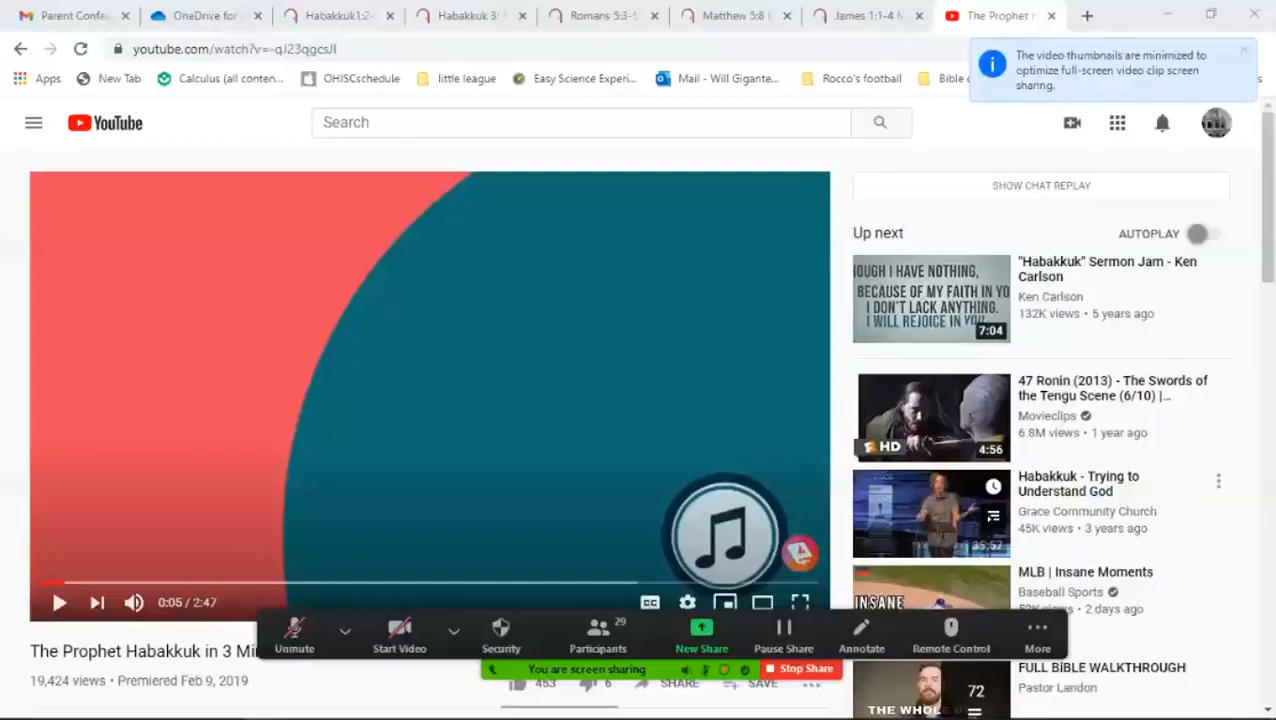 Parent Confe
OneDrive for
Habakkuk1:2-
Habakkuk 3:
Romans 5:3-5
Matthew 5:8 (
James 1:1-4 M
The Prophet H
youtube.com/watch?v=-qJ23qgcsJI
The video thumbnails are minimized to
optimize full-screen video clip screen
sharing.
Apps
New Tab
Calculus (all conten...
OHISCschedule
little league
Easy Science Experi...
Mail - Will Gigante...
Rocco's football
Bible
YouTube
Search
SHOW CHAT REPLAY
Up next
AUTOPLAY
OUGH I HAVE NOTHING,
BECAUSE OF MY FAITH IN YO
I DON'T LACK ANYTHING.
I WILL REJOICE IN YOU
7:04
"Habakkuk" Sermon Jam - Ken
Carlson
Ken Carlson
132K views • 5 years ago
HD
4:56
47 Ronin (2013) - The Swords of
the Tengu Scene (6/10) |...
Movieclips
6.8M views • 1 year ago
35:57
Habakkuk - Trying to
Understand God
Grace Community Church
45K views • 3 years ago
INSANE
MLB | Insane Moments
Baseball Sports
52K views • 2 days ago
CC
0:05 / 2:47
Unmute
Start Video
Security
29
Participants
New Share
Pause Share
Annotate
Remote Control
More
You are screen sharing
Stop Share
The Prophet Habakkuk in 3 Mi
19,424 views • Premiered Feb 9, 2019
453
6
SHARE
SAVE
THE WHOLE
72
FULL BIBLE WALKTHROUGH
Pastor Landon